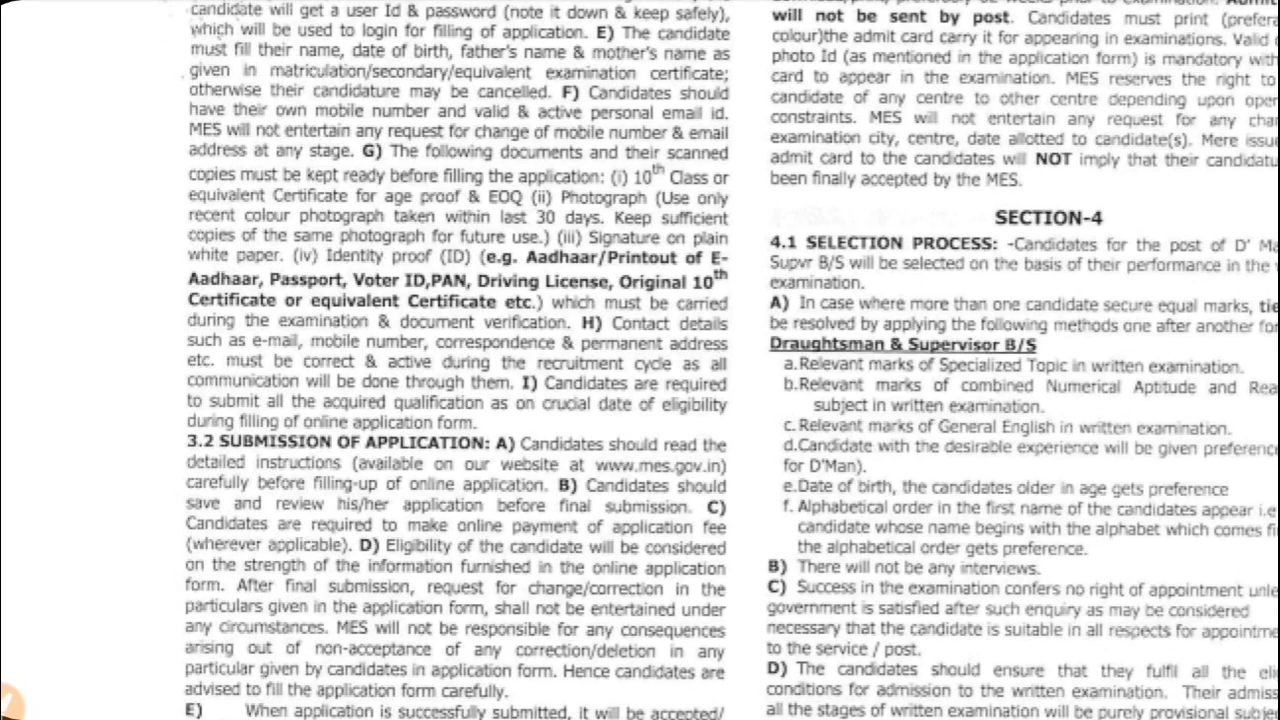 candidate will get a user Id & password (note it down & keep safely),
which will be used to login for filling of application. E) The candidate
must fill their name, date of birth, father's name & mother's name as
given in matriculation/secondary/equivalent examination certificate;
otherwise their candidature may be cancelled. F) Candidates should
have their own mobile number and valid & active personal email id.
MES will not entertain any request for change of mobile number & email
address at any stage. G) The following documents and their scanned
copies must be kept ready before filling the application: (i) 10th Class or
equivalent Certificate for age proof & EOQ (ii) Photograph (Use only
recent colour photograph taken within last 30 days. Keep sufficient
copies of the same photograph for future use.) (iii) Signature on plain
white paper. (iv) Identity proof (ID) (e.g. Aadhaar/Printout of E-
Aadhaar, Passport, Voter ID,PAN, Driving License, Original 10th
Certificate or equivalent Certificate etc.) which must be carried
during the examination & document verification. H) Contact details
such as e-mail, mobile number, correspondence & permanent address
etc. must be correct & active during the recruitment cycle as all
communication will be done through them. I) Candidates are required
to submit all the acquired qualification as on crucial date of eligibility
during filling of online application form.
3.2 SUBMISSION OF APPLICATION: A) Candidates should read the
detailed instructions (available on our website at www.mes.gov.in)
carefully before filling-up of online application. B) Candidates should
save and review his/her application before final submission. C)
Candidates are required to make online payment of application fee
(wherever applicable). D) Eligibility of the candidate will be considered
on the strength of the information furnished in the online application
form. After final submission, request for change/correction in the
particulars given in the application form, shall not be entertained under
any circumstances. MES will not be responsible for any consequences
arising out of non-acceptance of any correction/deletion in any
particular given by candidates in application form. Hence candidates are
advised to fill the application form carefully.
E) When application is successfully submitted, it will be accepted/
will not be sent by post. Candidates must print (prefera
colour)the admit card carry it for appearing in examinations. Valid
photo Id (as mentioned in the application form) is mandatory with
card to appear in the examination. MES reserves the right to
candidate of any centre to other centre depending upon oper
constraints. MES will not entertain any request for any char
examination city, centre, date allotted to candidate(s). Mere issu
admit card to the candidates will NOT imply that their candidatu
been finally accepted by the MES.
SECTION-4
4.1 SELECTION PROCESS: -Candidates for the post of D' Ma
Supvr B/S will be selected on the basis of their performance in the
examination.
A) In case where more than one candidate secure equal marks, tie
be resolved by applying the following methods one after another for
Draughtsman & Supervisor B/S
a.Relevant marks of Specialized Topic in written examination.
b.Relevant marks of combined Numerical Aptitude and Rea
subject in written examination.
c. Relevant marks of General English in written examination.
d.Candidate with the desirable experience will be given preferenc
for D'Man).
e.Date of birth, the candidates older in age gets preference
f. Alphabetical order in the first name of the candidates appear i.e
candidate whose name begins with the alphabet which comes fi
the alphabetical order gets preference.
B) There will not be any interviews.
C) Success in the examination confers no right of appointment unle
government is satisfied after such enquiry as may be considered
necessary that the candidate is suitable in all respects for appointme
to the service / post.
D) The candidates should ensure that they fulfil all the eli
conditions for admission to the written examination. Their admiss
all the stages of written examination will be purely provisional subje